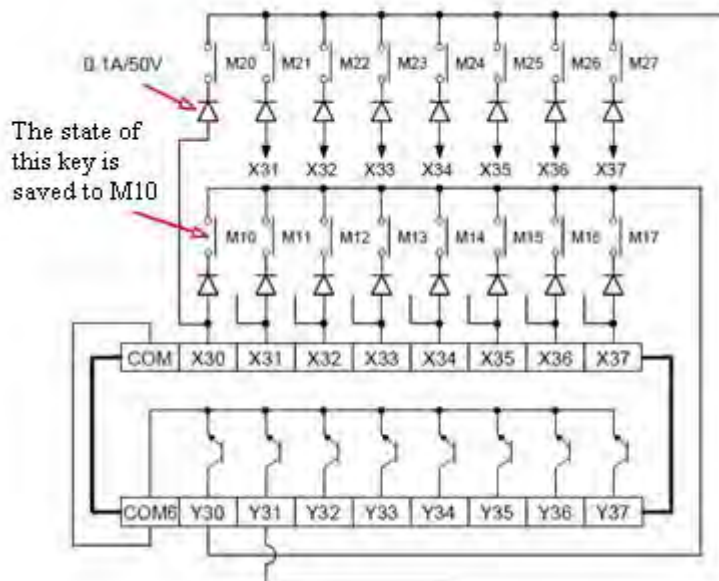 0.1A/50V
M20 M21 M22 M23 M24 M25 M26 M27
The state of
this key is
saved to M10
X31 X32 X33 X34 X35 X36 X37
M10 M11 M12 M13 M14 M15 M16 M17
COM X30 X31 X32 X33 X34 X35 X36 X37
COM6 Y30 Y31 Y32 Y33 Y34 Y35 Y36 Y37